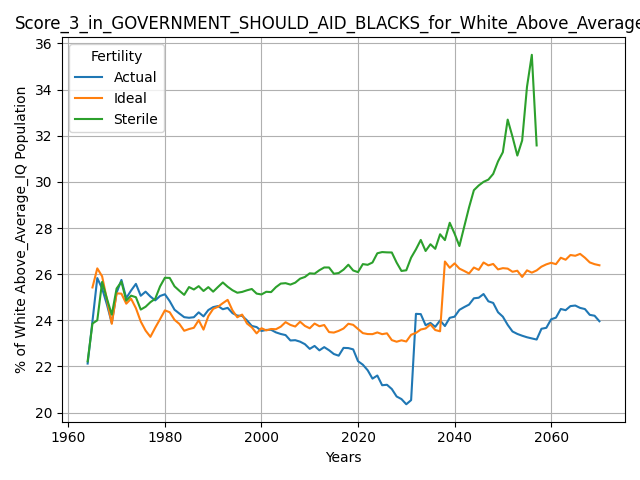 Score_3_in_GOVERNMENT_SHOULD_AID_BLACKS_for_White_Above_Average
Fertility
Actual
Ideal
Sterile
% of White Above_Average_IQ Population
36
34
32
30
28
26
24
22
20
1960
1980
2000
2020
2040
2060
Years